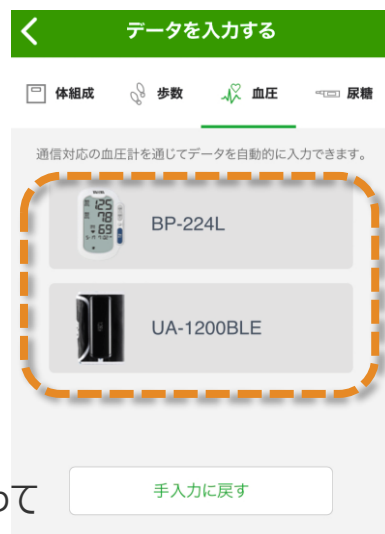 データを入力する
体組成 歩数 血圧 尿糖
通信対応の血圧計を通じてデータを自動的に入力できます。
125
78
69
BP-224L
UA-1200BLE
手入力に戻す
って